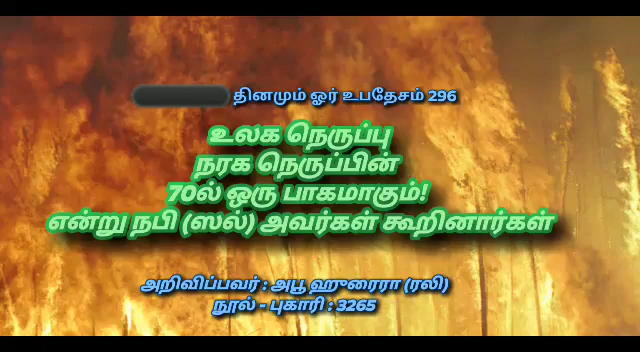 தினமும் ஓர் உபதேசம் 296
உலக நெருப்பு
நரக நெருப்பின்
70ல் ஒரு பாகமாகும்!
என்று நபி (ஸல்) அவர்கள் கூறினார்கள்
அறிவிப்பவர் : அபூ ஹுரைரா (ரலி)
நூல் - புகாரி : 3265